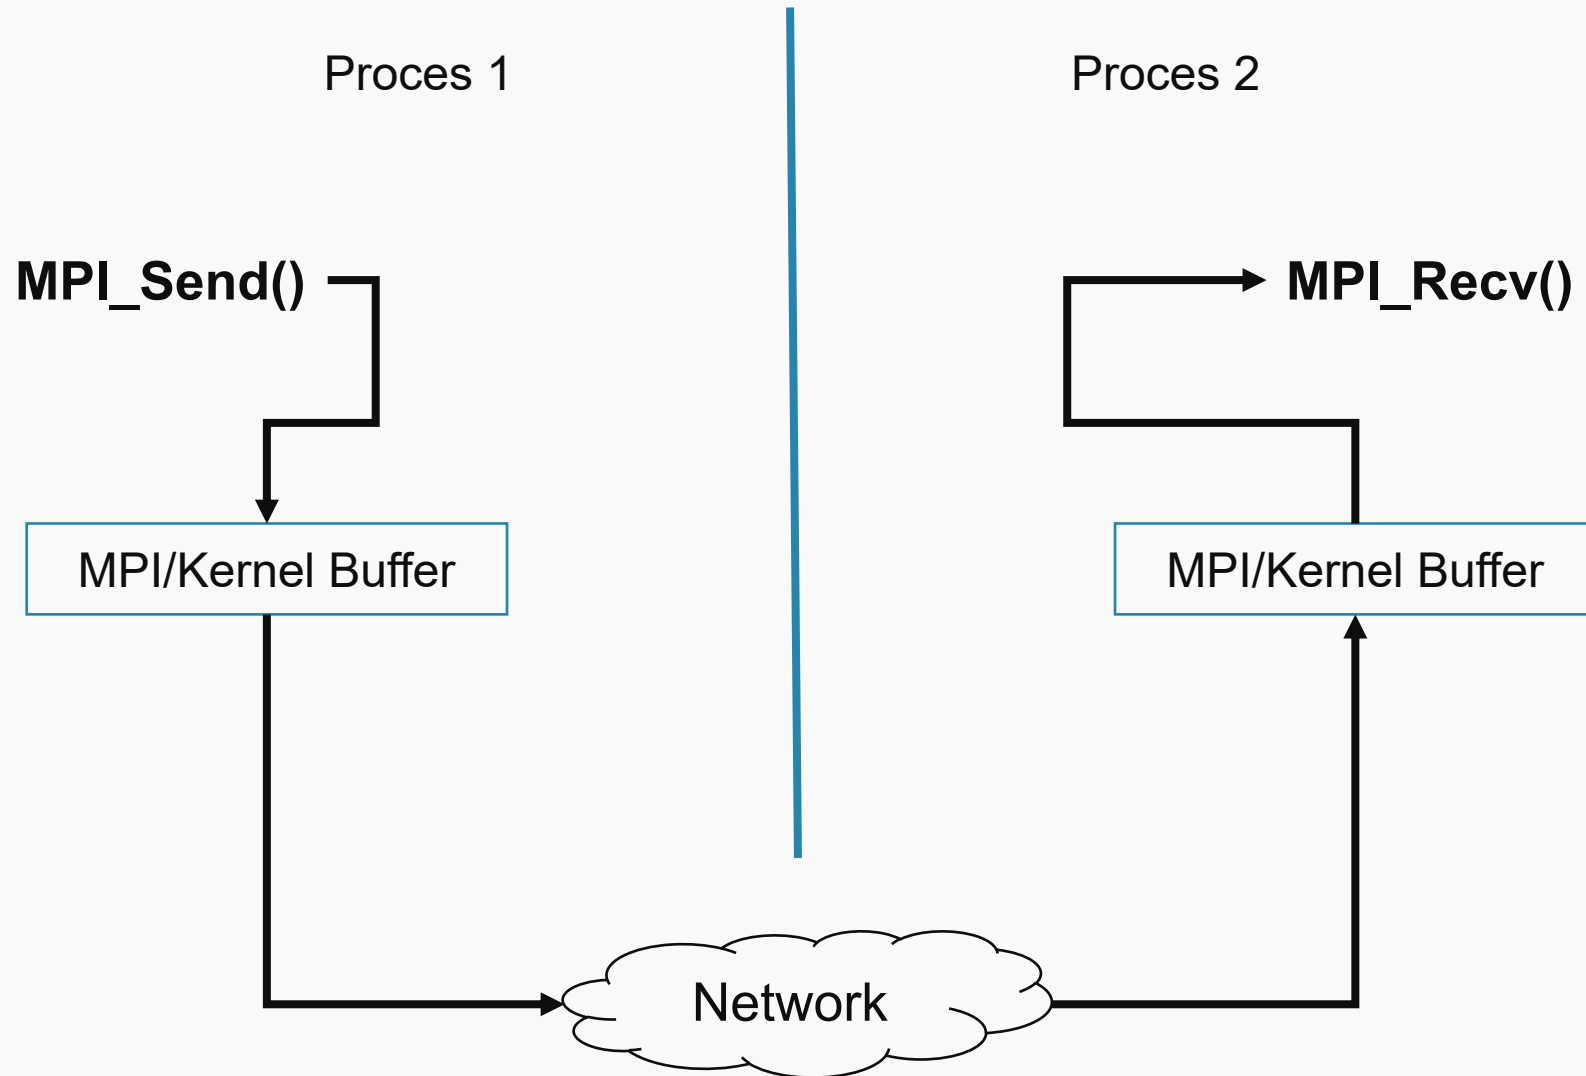 Proces 1
Proces 2
MPI_Send()
MPI_Recv()
MPI/Kernel Buffer
MPI/Kernel Buffer
Network